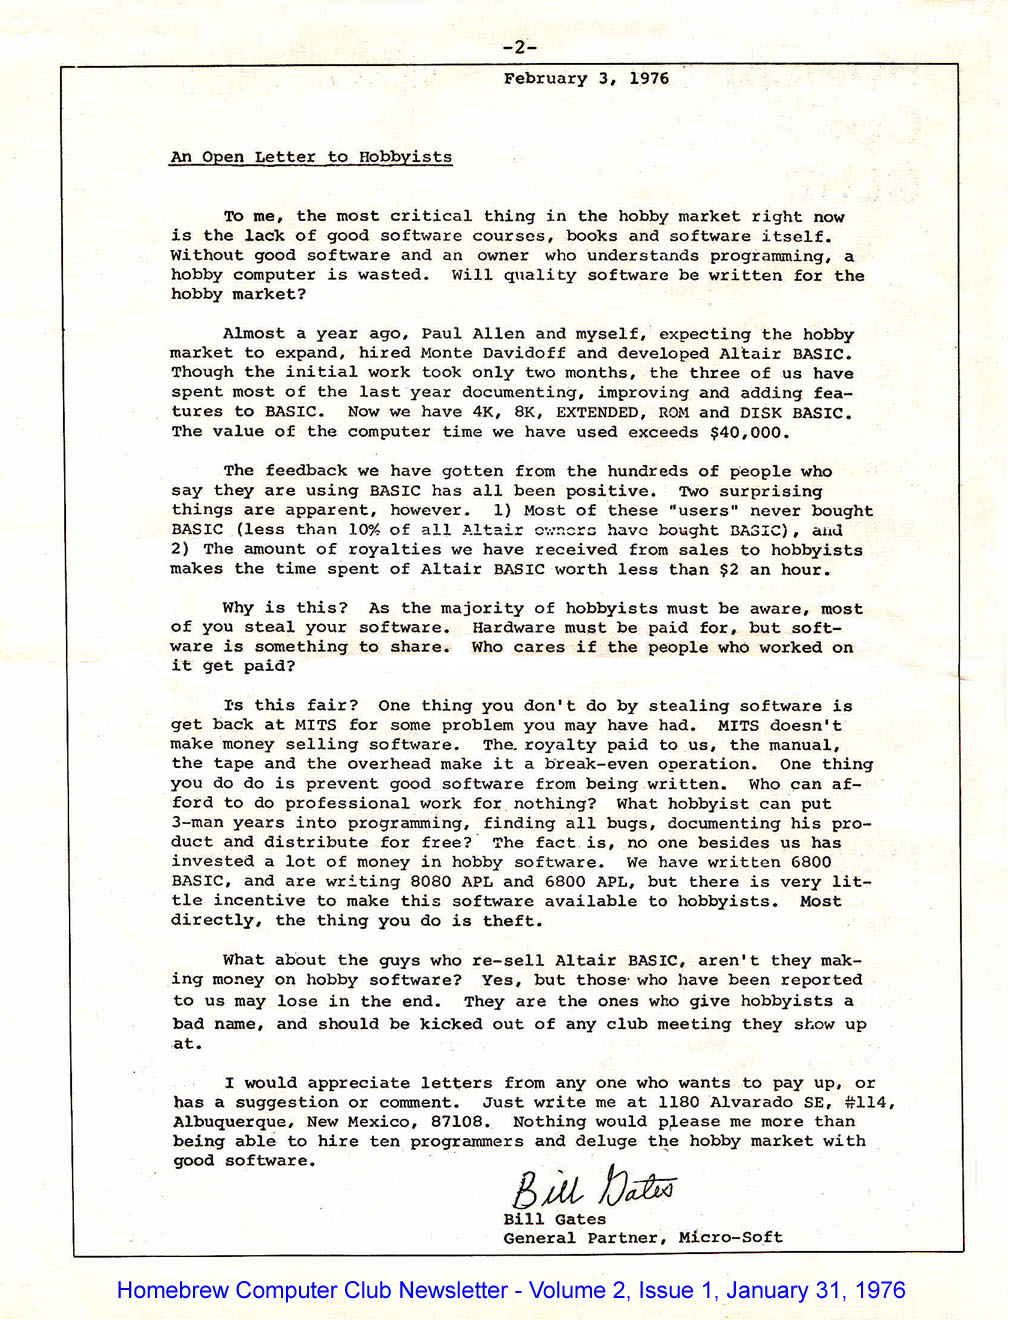 -2-
February 3, 1976
An Open Letter to Hobbyists
To me, the most critical thing in the hobby market right now
is the lack of good software courses, books and software itself.
Without good software and an owner who understands programming, a
hobby computer is wasted. Will quality software be written for the
hobby market?
Almost a year ago, Paul Allen and myself, expecting the hobby
market to expand, hired Monte Davidoff and developed Altair BASIC.
Though the initial work took only two months, the three of us have
spent most of the last year documenting, improving and adding fea-
tures to BASIC. Now we have 4K, 8K, EXTENDED, ROM and DISK BASIC.
The value of the computer time we have used exceeds $40,000.
The feedback we have gotten from the hundreds of people who
say they are using BASIC has all been positive. Two surprising
things are apparent, however. 1) Most of these "users" never bought
BASIC (less than 10% of all Altair owners have bought BASIC), and
2) The amount of royalties we have received from sales to hobbyists
makes the time spent of Altair BASIC worth less than $2 an hour.
Why is this? As the majority of hobbyists must be aware, most
of you steal your software. Hardware must be paid for, but soft-
ware is something to share. Who cares if the people who worked on
it get paid?
Is this fair? One thing you don't do by stealing software is
get back at MITS for some problem you may have had. MITS doesn't
make money selling software. The royalty paid to us, the manual,
the tape and the overhead make it a break-even operation. One thing
you do do is prevent good software from being written. Who can af-
ford to do professional work for nothing? What hobbyist can put
3-man years into programming, finding all bugs, documenting his pro-
duct and distribute for free? The fact is, no one besides us has
invested a lot of money in hobby software. We have written 6800
BASIC, and are writing 8080 APL and 6800 APL, but there is very lit-
tle incentive to make this software available to hobbyists. Most
directly, the thing you do is theft.
What about the guys who re-sell Altair BASIC, aren't they mak-
ing money on hobby software? Yes, but those who have been reported
to us may lose in the end. They are the ones who give hobbyists a
bad name, and should be kicked out of any club meeting they show up
at.
I would appreciate letters from any one who wants to pay up, or
has a suggestion or comment. Just write me at 1180 Alvarado SE, #114,
Albuquerque, New Mexico, 87108. Nothing would please me more than
being able to hire ten programmers and deluge the hobby market with
good software.
Bill Gates
Bill Gates
General Partner, Micro-Soft
Homebrew Computer Club Newsletter - Volume 2, Issue 1, January 31, 1976